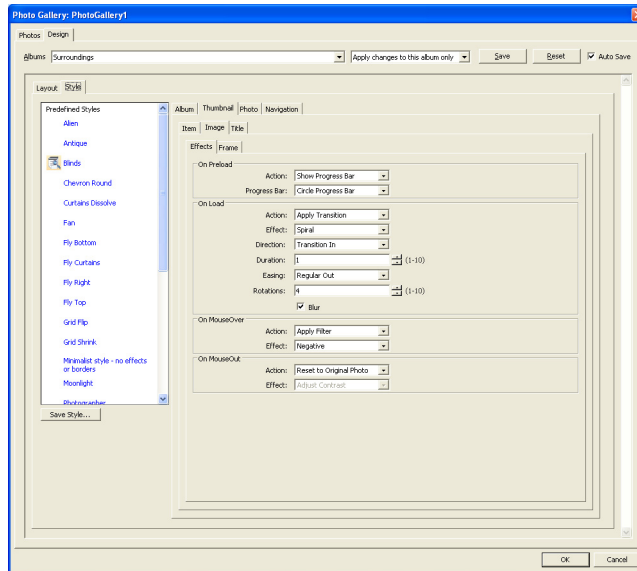 Photo Gallery: PhotoGallery1
Photos Design
Albums Surroundings Apply changes to this album only Save Reset Auto Save
Layout Style
Predefined Styles
Alien
Antique
Blinds
Chevron Round
Curtains Dissolve
Fan
Fly Bottom
Fly Curtains
Fly Right
Fly Top
Grid Flip
Grid Shrink
Minimalist style - no effects
or borders
Moonlight
Photographer
Save Style...
Album Thumbnail Photo Navigation
Item Image Title
Effects Frame
On Preload
Action: Show Progress Bar
Progress Bar: Circle Progress Bar
On Load
Action: Apply Transition
Effect: Spiral
Direction: Transition In
Duration: 1 (1-10)
Easing: Regular Out
Rotations: 4 (1-10)
Blur
On MouseOver
Action: Apply Filter
Effect: Negative
On MouseOut
Action: Reset to Original Photo
Effect: Adjust Contrast
OK Cancel